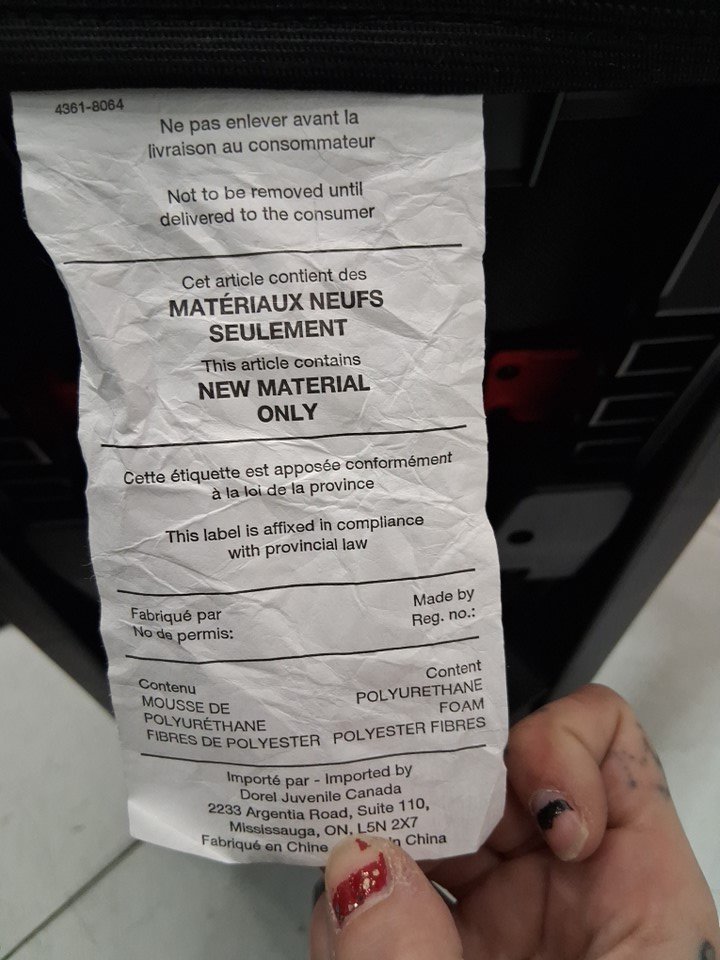 4361-8064
Ne pas enlever avant la
livraison au consommateur
Not to be removed until
delivered to the consumer
Cet article contient des
MATÉRIAUX NEUFS
SEULEMENT
This article contains
NEW MATERIAL
ONLY
Cette étiquette est apposée conformément
à la loi de la province
This label is affixed in compliance
with provincial law
Fabriqué par
No de permis:
Made by
Reg. no.:
Contenu
MOUSSE DE
POLYURÉTHANE
FIBRES DE POLYESTER
Content
POLYURETHANE
FOAM
POLYESTER FIBRES
Importé par - Imported by
Dorel Juvenile Canada
2233 Argentia Road, Suite 110,
Mississauga, ON, L5N 2X7
Fabriqué en Chine in China